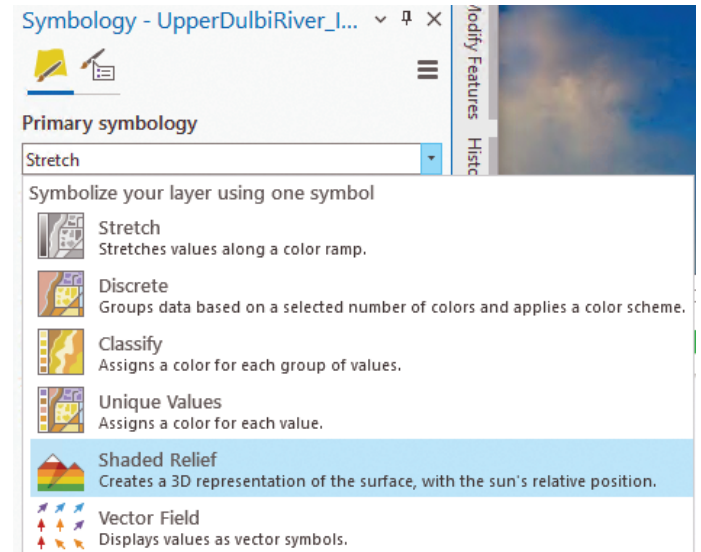 Symbology - UpperDulbiRiver_I...
Modify Features
Histo
Primary symbology
Stretch
Symbolize your layer using one symbol
Stretch
Stretches values along a color ramp.
Discrete
Groups data based on a selected number of colors and applies a color scheme.
Classify
Assigns a color for each group of values.
Unique Values
Assigns a color for each value.
Shaded Relief
Creates a 3D representation of the surface, with the sun's relative position.
Vector Field
Displays values as vector symbols.